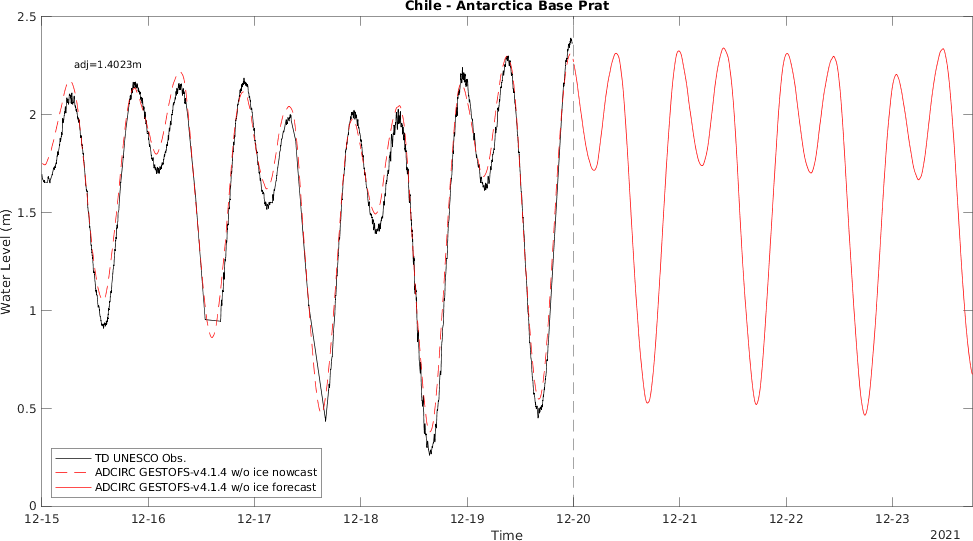 Chile - Antarctica Base Prat
adj=1.4023m
2.5
2
1.5
1
0.5
0
Water Level (m)
TD UNESCO Obs.
ADCIRC GESTOFS-v4.1.4 w/o ice nowcast
ADCIRC GESTOFS-v4.1.4 w/o ice forecast
12-15 12-16 12-17 12-18 12-19 12-20 12-21 12-22 12-23
Time
2021